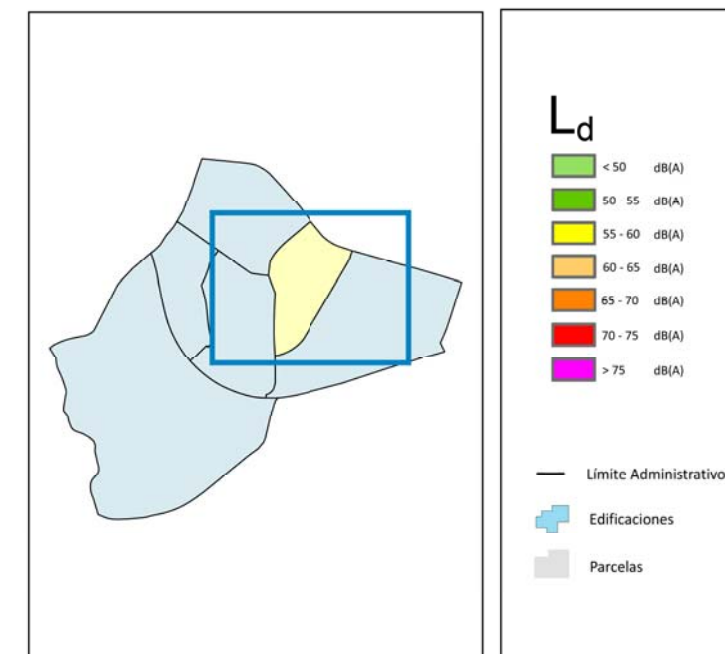 Ld
< 50 dB(A)
50 - 55 dB(A)
55 - 60 dB(A)
60 - 65 dB(A)
65 - 70 dB(A)
70 - 75 dB(A)
> 75 dB(A)
Límite Administrativo
Edificaciones
Parcelas